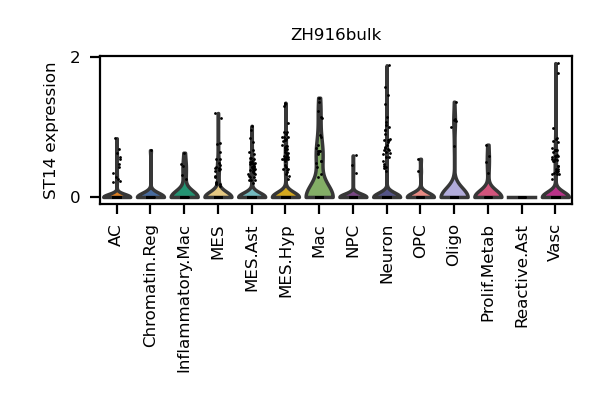 ZH916bulk
ST14 expression
2
0
AC
Chromatin.Reg
Inflammatory.Mac
MES
MES.Ast
MES.Hyp
Mac
NPC
Neuron
OPC
Oligo
Prolif.Metab
Reactive.Ast
Vasc